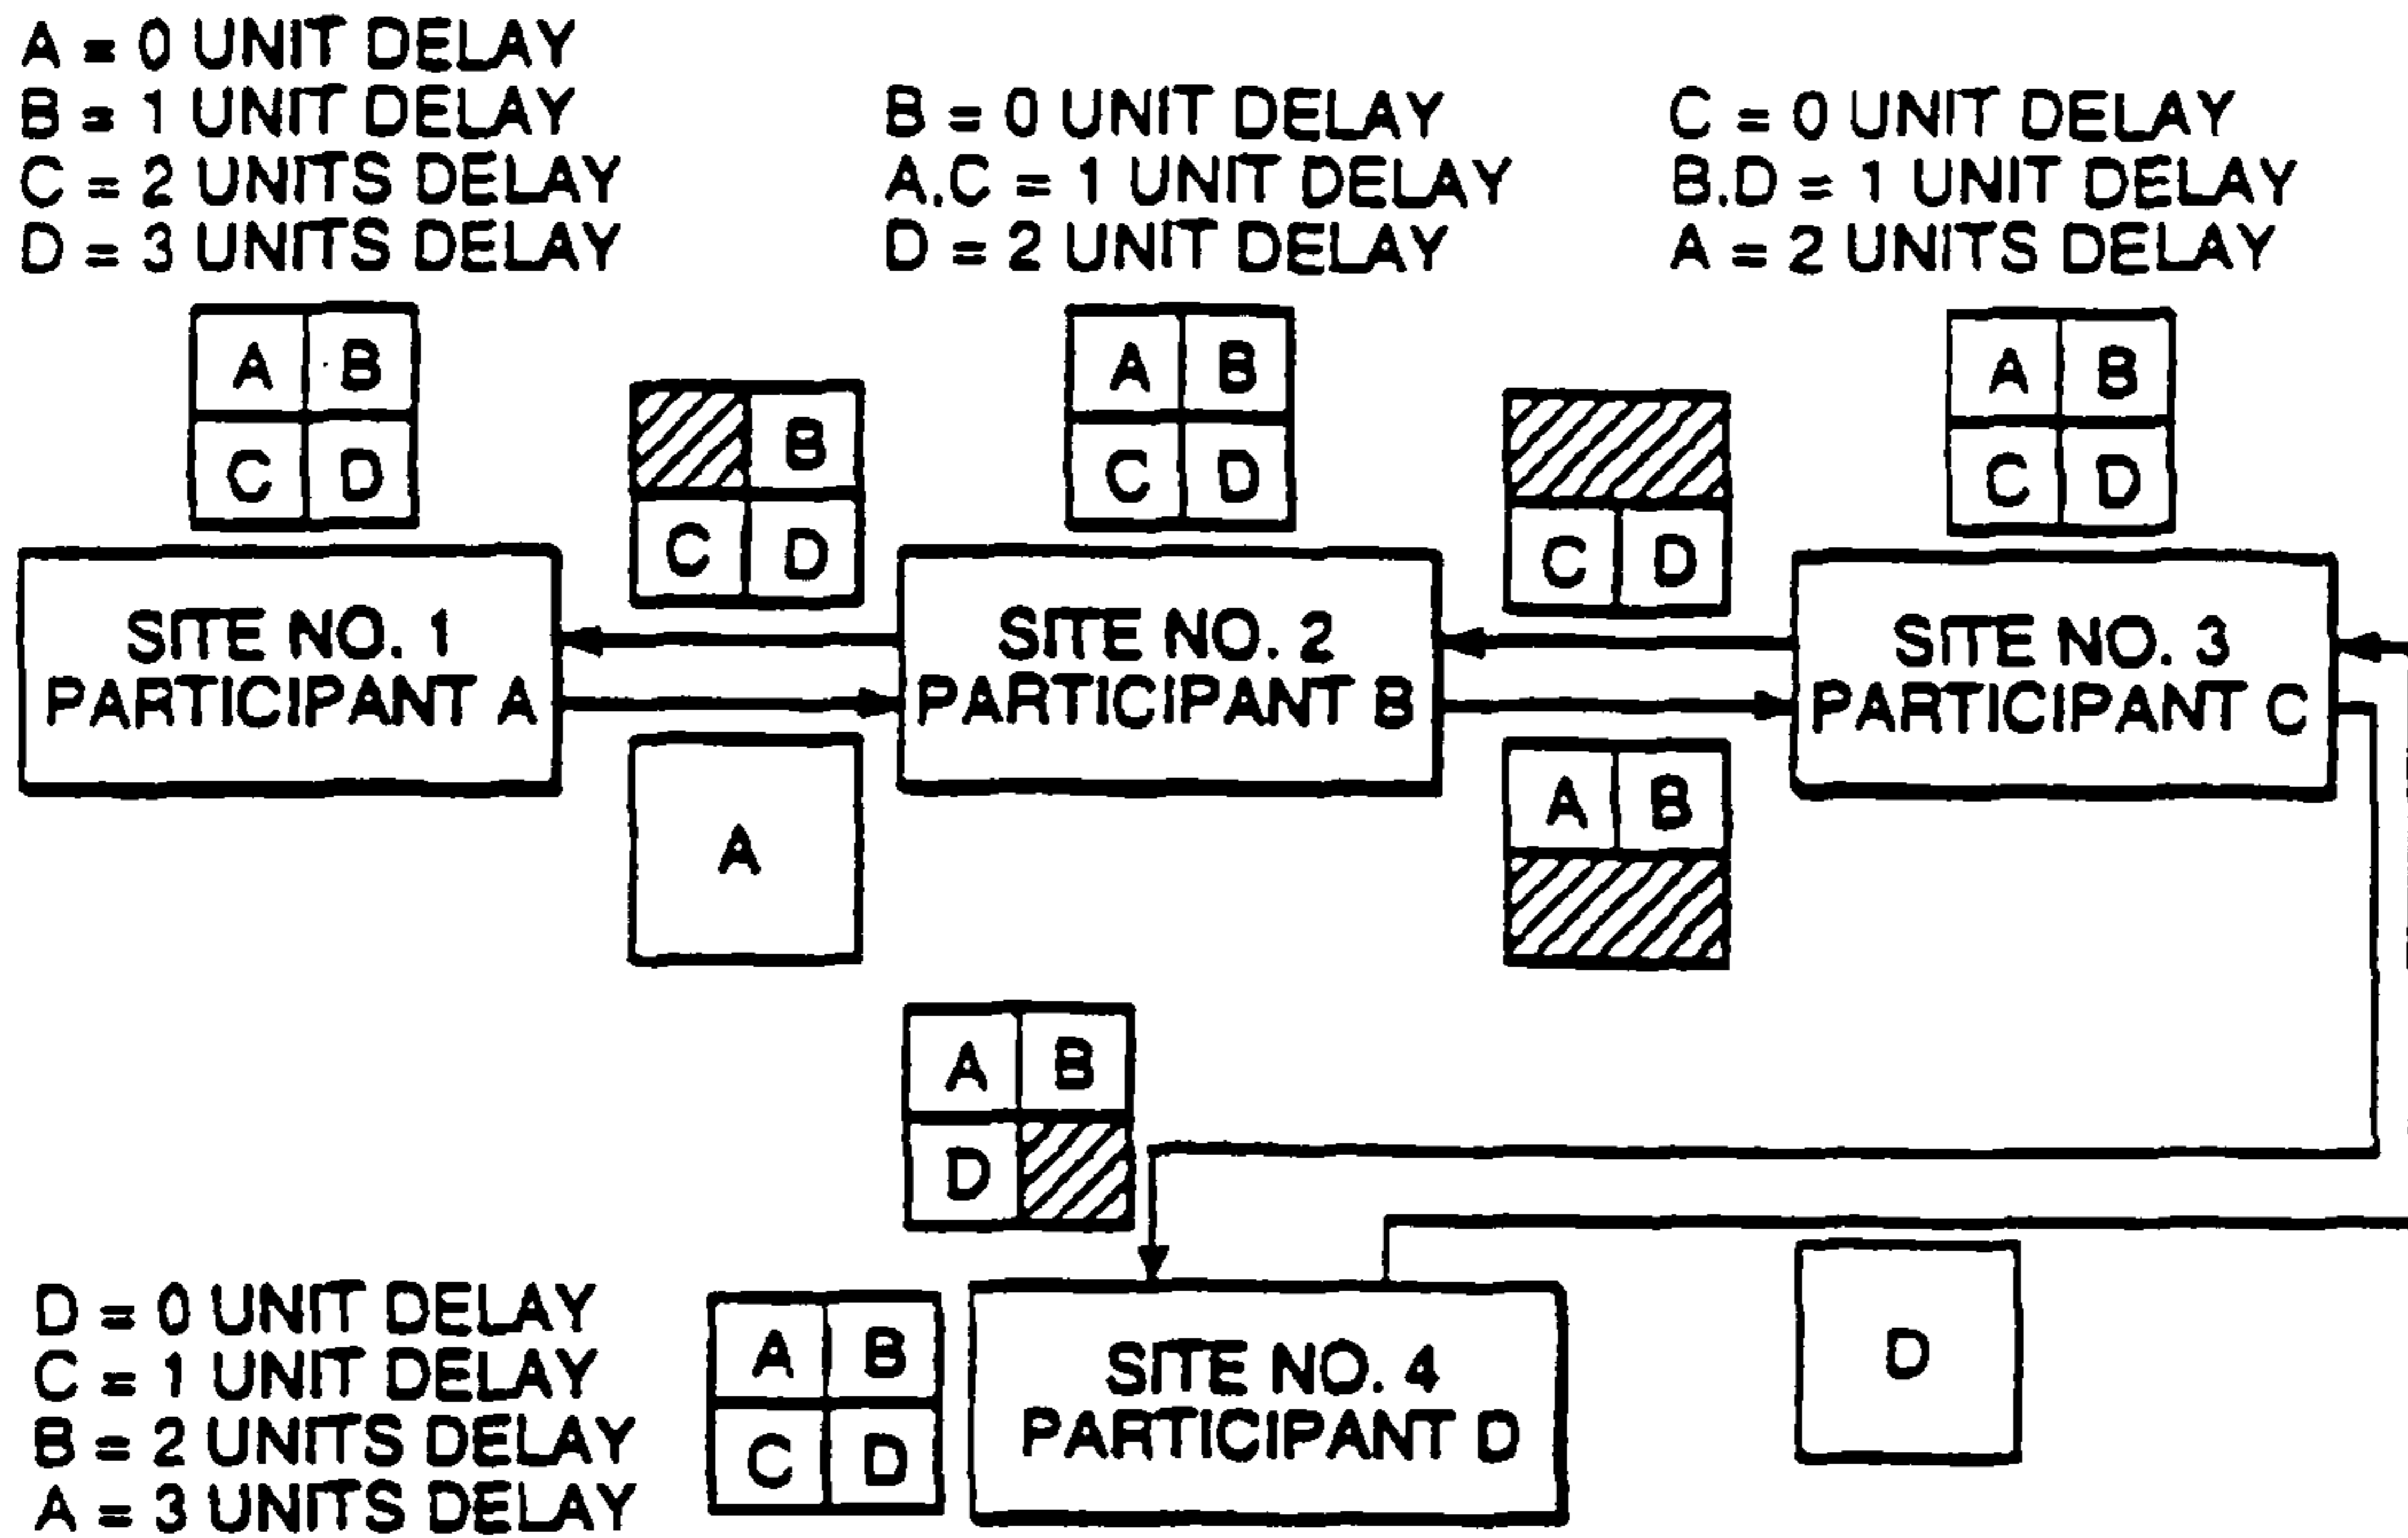 A = 0 UNIT DELAY
B = 1 UNIT DELAY
C = 2 UNITS DELAY
D = 3 UNITS DELAY
B = 0 UNIT DELAY
A.C = 1 UNIT DELAY
D = 2 UNIT DELAY
C = 0 UNIT DELAY
B.D = 1 UNIT DELAY
A = 2 UNITS DELAY
A B
C D
B
C D
A B
C D
C D
A B
C D
SITE NO. 1
PARTICIPANT A
SITE NO. 2
PARTICIPANT B
SITE NO. 3
PARTICIPANT C
A
A B
A B
D
D = 0 UNIT DELAY
C = 1 UNIT DELAY
B = 2 UNITS DELAY
A = 3 UNITS DELAY
A B
C D
SITE NO. 4
PARTICIPANT D
D